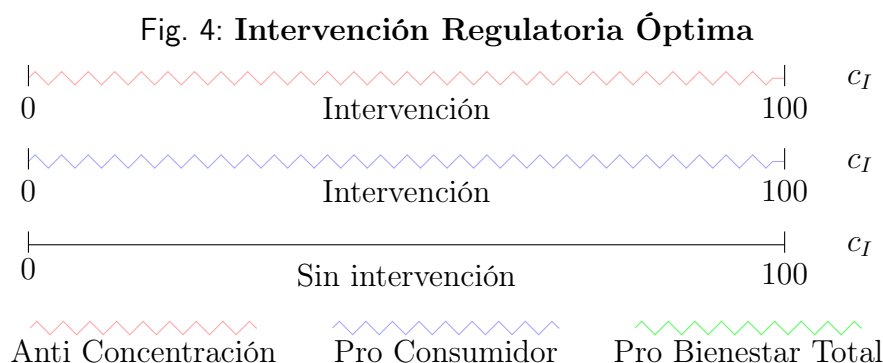 Fig. 4: Intervención Regulatoria Óptima
c_I
0 Intervención 100
c_I
0 Intervención 100
c_I
0 Sin intervención 100
Anti Concentración Pro Consumidor Pro Bienestar Total